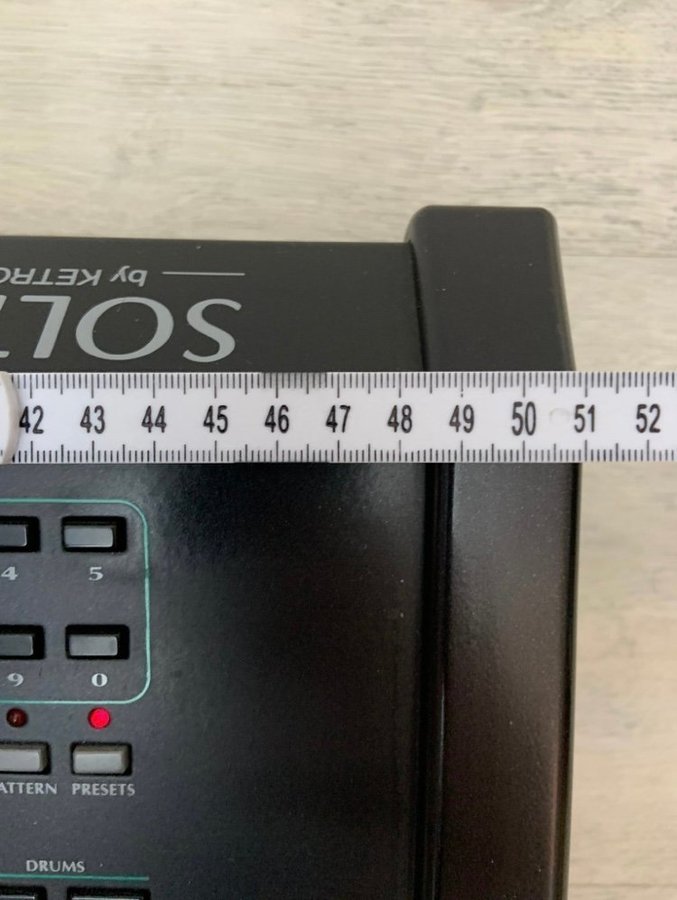 by KETRO
SOLT
42 43 44 45 46 47 48 49 50 51 52
4 5
9 0
ATTERN PRESETS
DRUMS